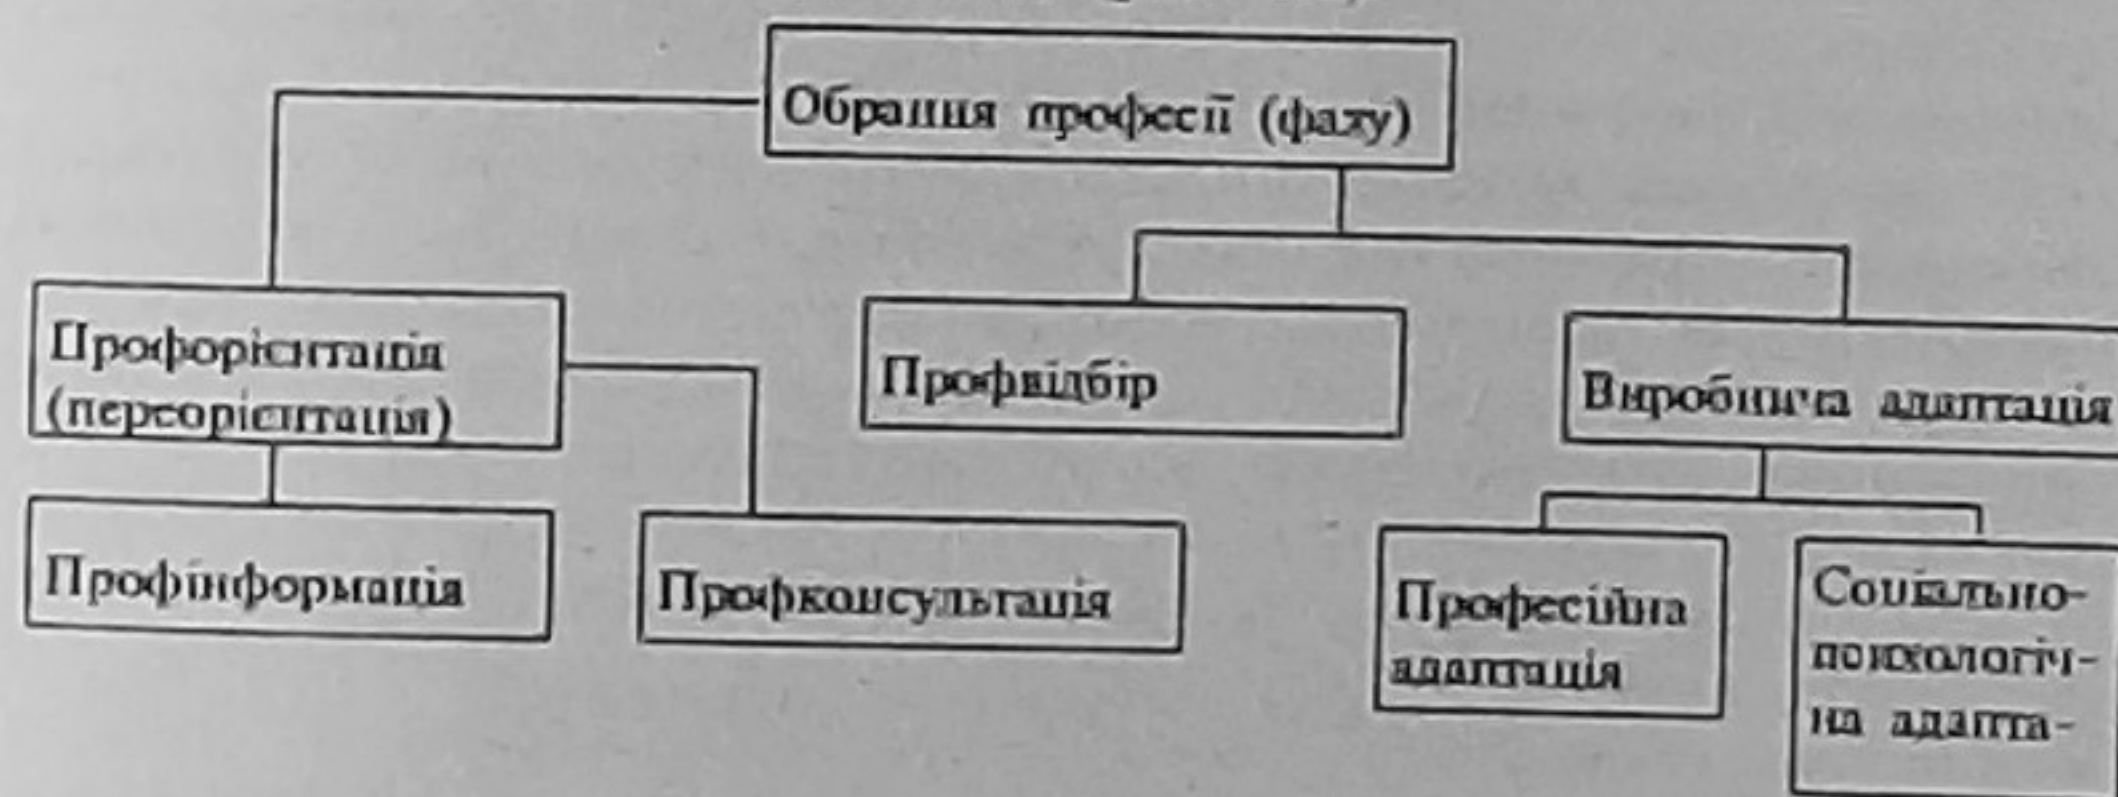 Обрання професії (фаху)
Профорієнтація
(переорієнтація)
Профвідбір
Виробнича адаптація
Профінформація
Профконсультація
Професійна
адаптація
Соціально-
психологіч-
на адапта-